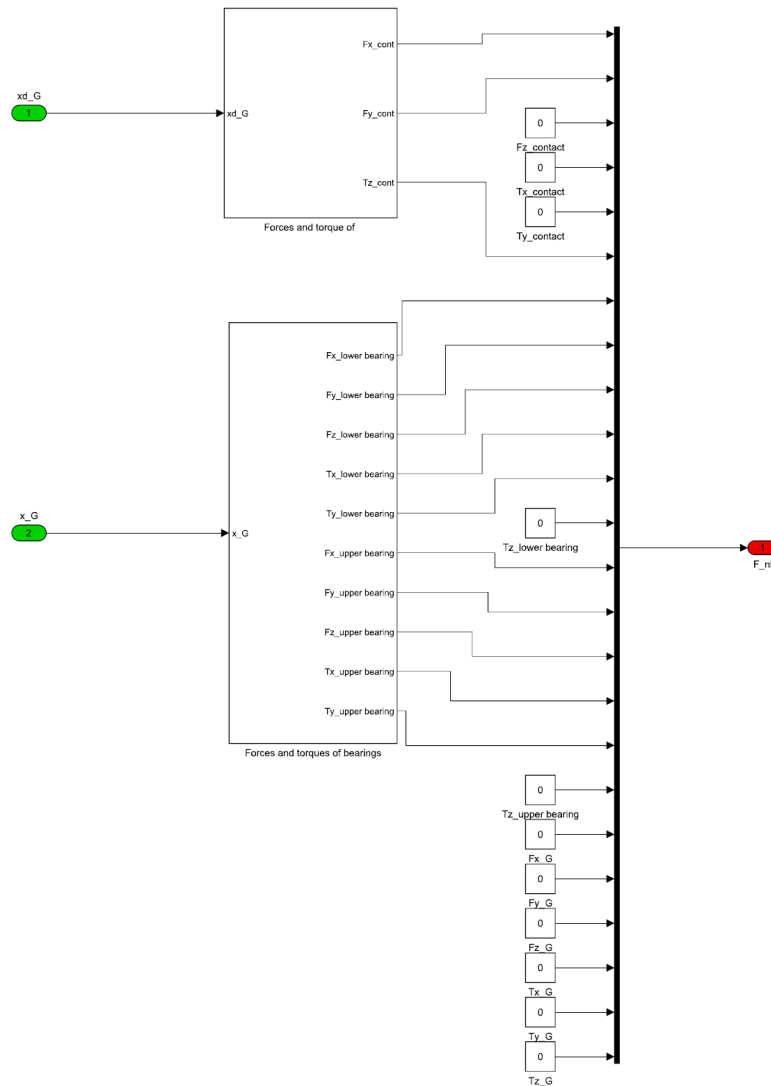 xd_G
1
xd_G
Fx_cont
Fy_cont
Tz_cont
Forces and torque of
0
Fz_contact
0
Tx_contact
0
Ty_contact
x_G
2
x_G
Fx_lower bearing
Fy_lower bearing
Fz_lower bearing
Tx_lower bearing
Ty_lower bearing
Fx_upper bearing
Fy_upper bearing
Fz_upper bearing
Tx_upper bearing
Ty_upper bearing
Forces and torques of bearings
0
Tz_lower bearing
1
0
Tz_upper bearing
0
Fx_G
0
Fy_G
0
Fz_G
0
Tx_G
0
Ty_G
0
Tz_G